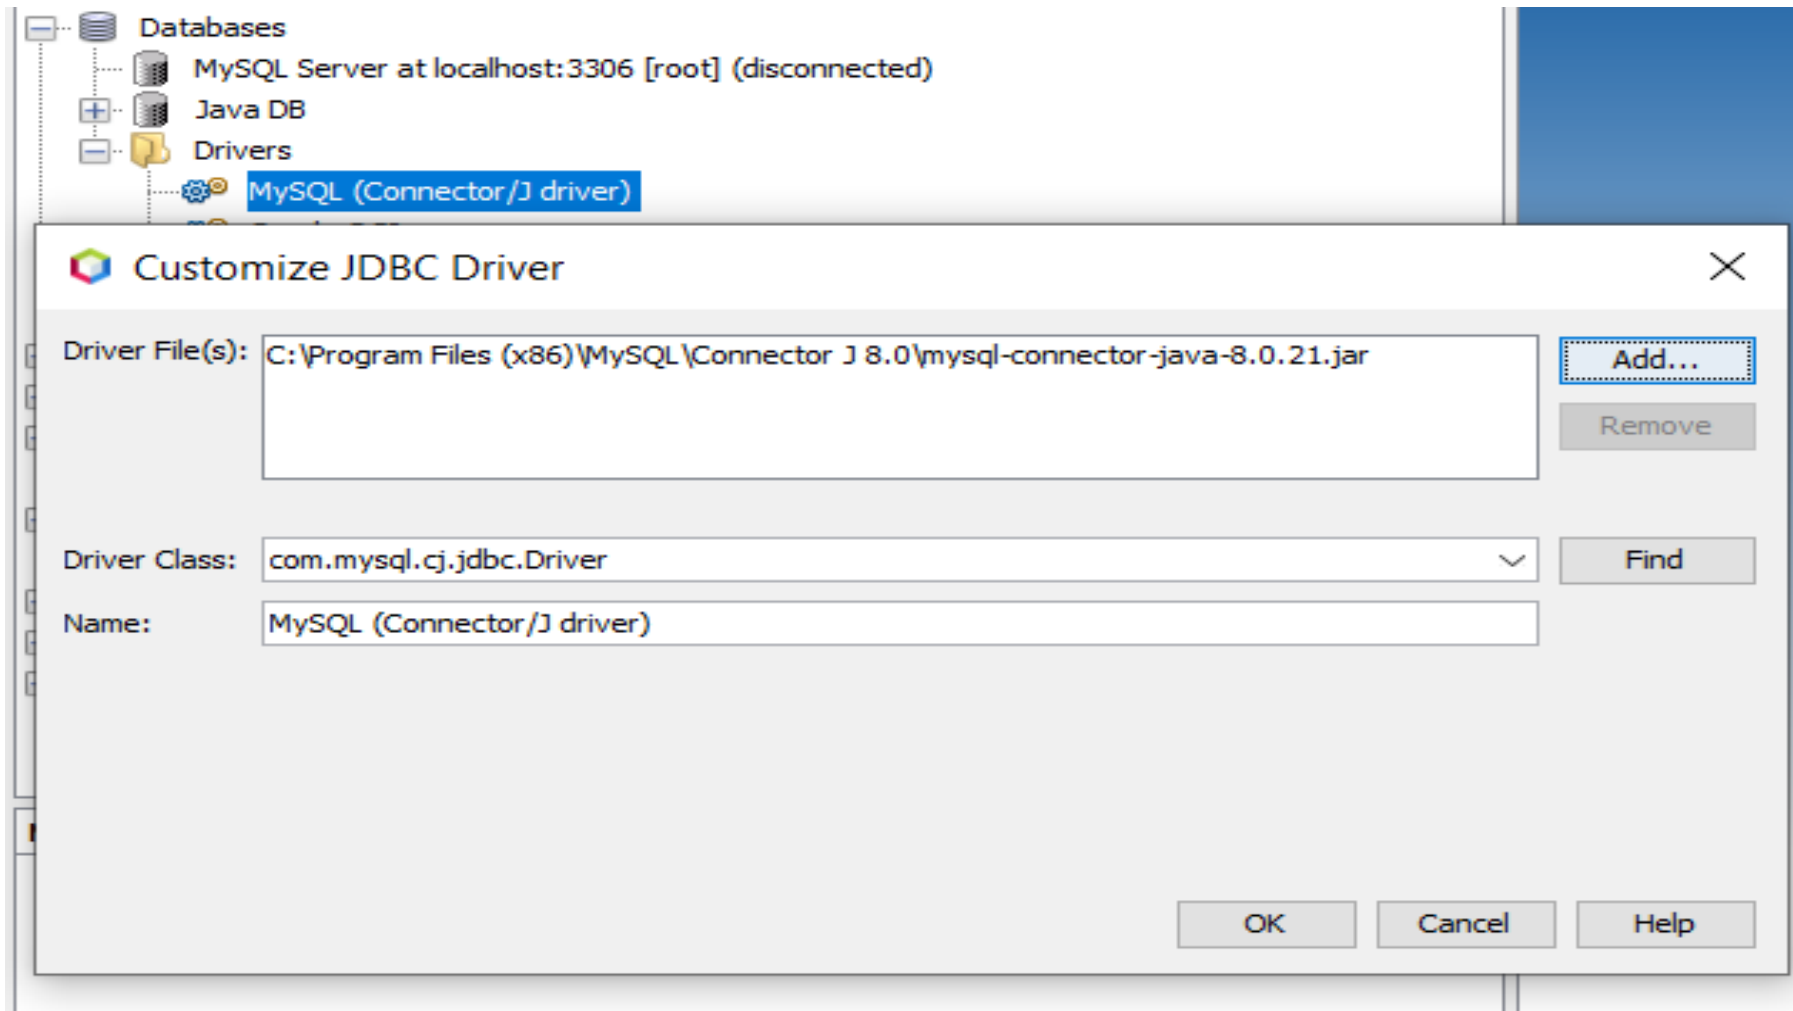 Databases
MySQL Server at localhost:3306 [root] (disconnected)
Java DB
Drivers
MySQL (Connector/J driver)
Customize JDBC Driver
Driver File(s): C:\Program Files (x86)\MySQL\Connector J 8.0\mysql-connector-java-8.0.21.jar Add...
Remove
Driver Class: com.mysql.cj.jdbc.Driver Find
Name: MySQL (Connector/J driver)
OK Cancel Help